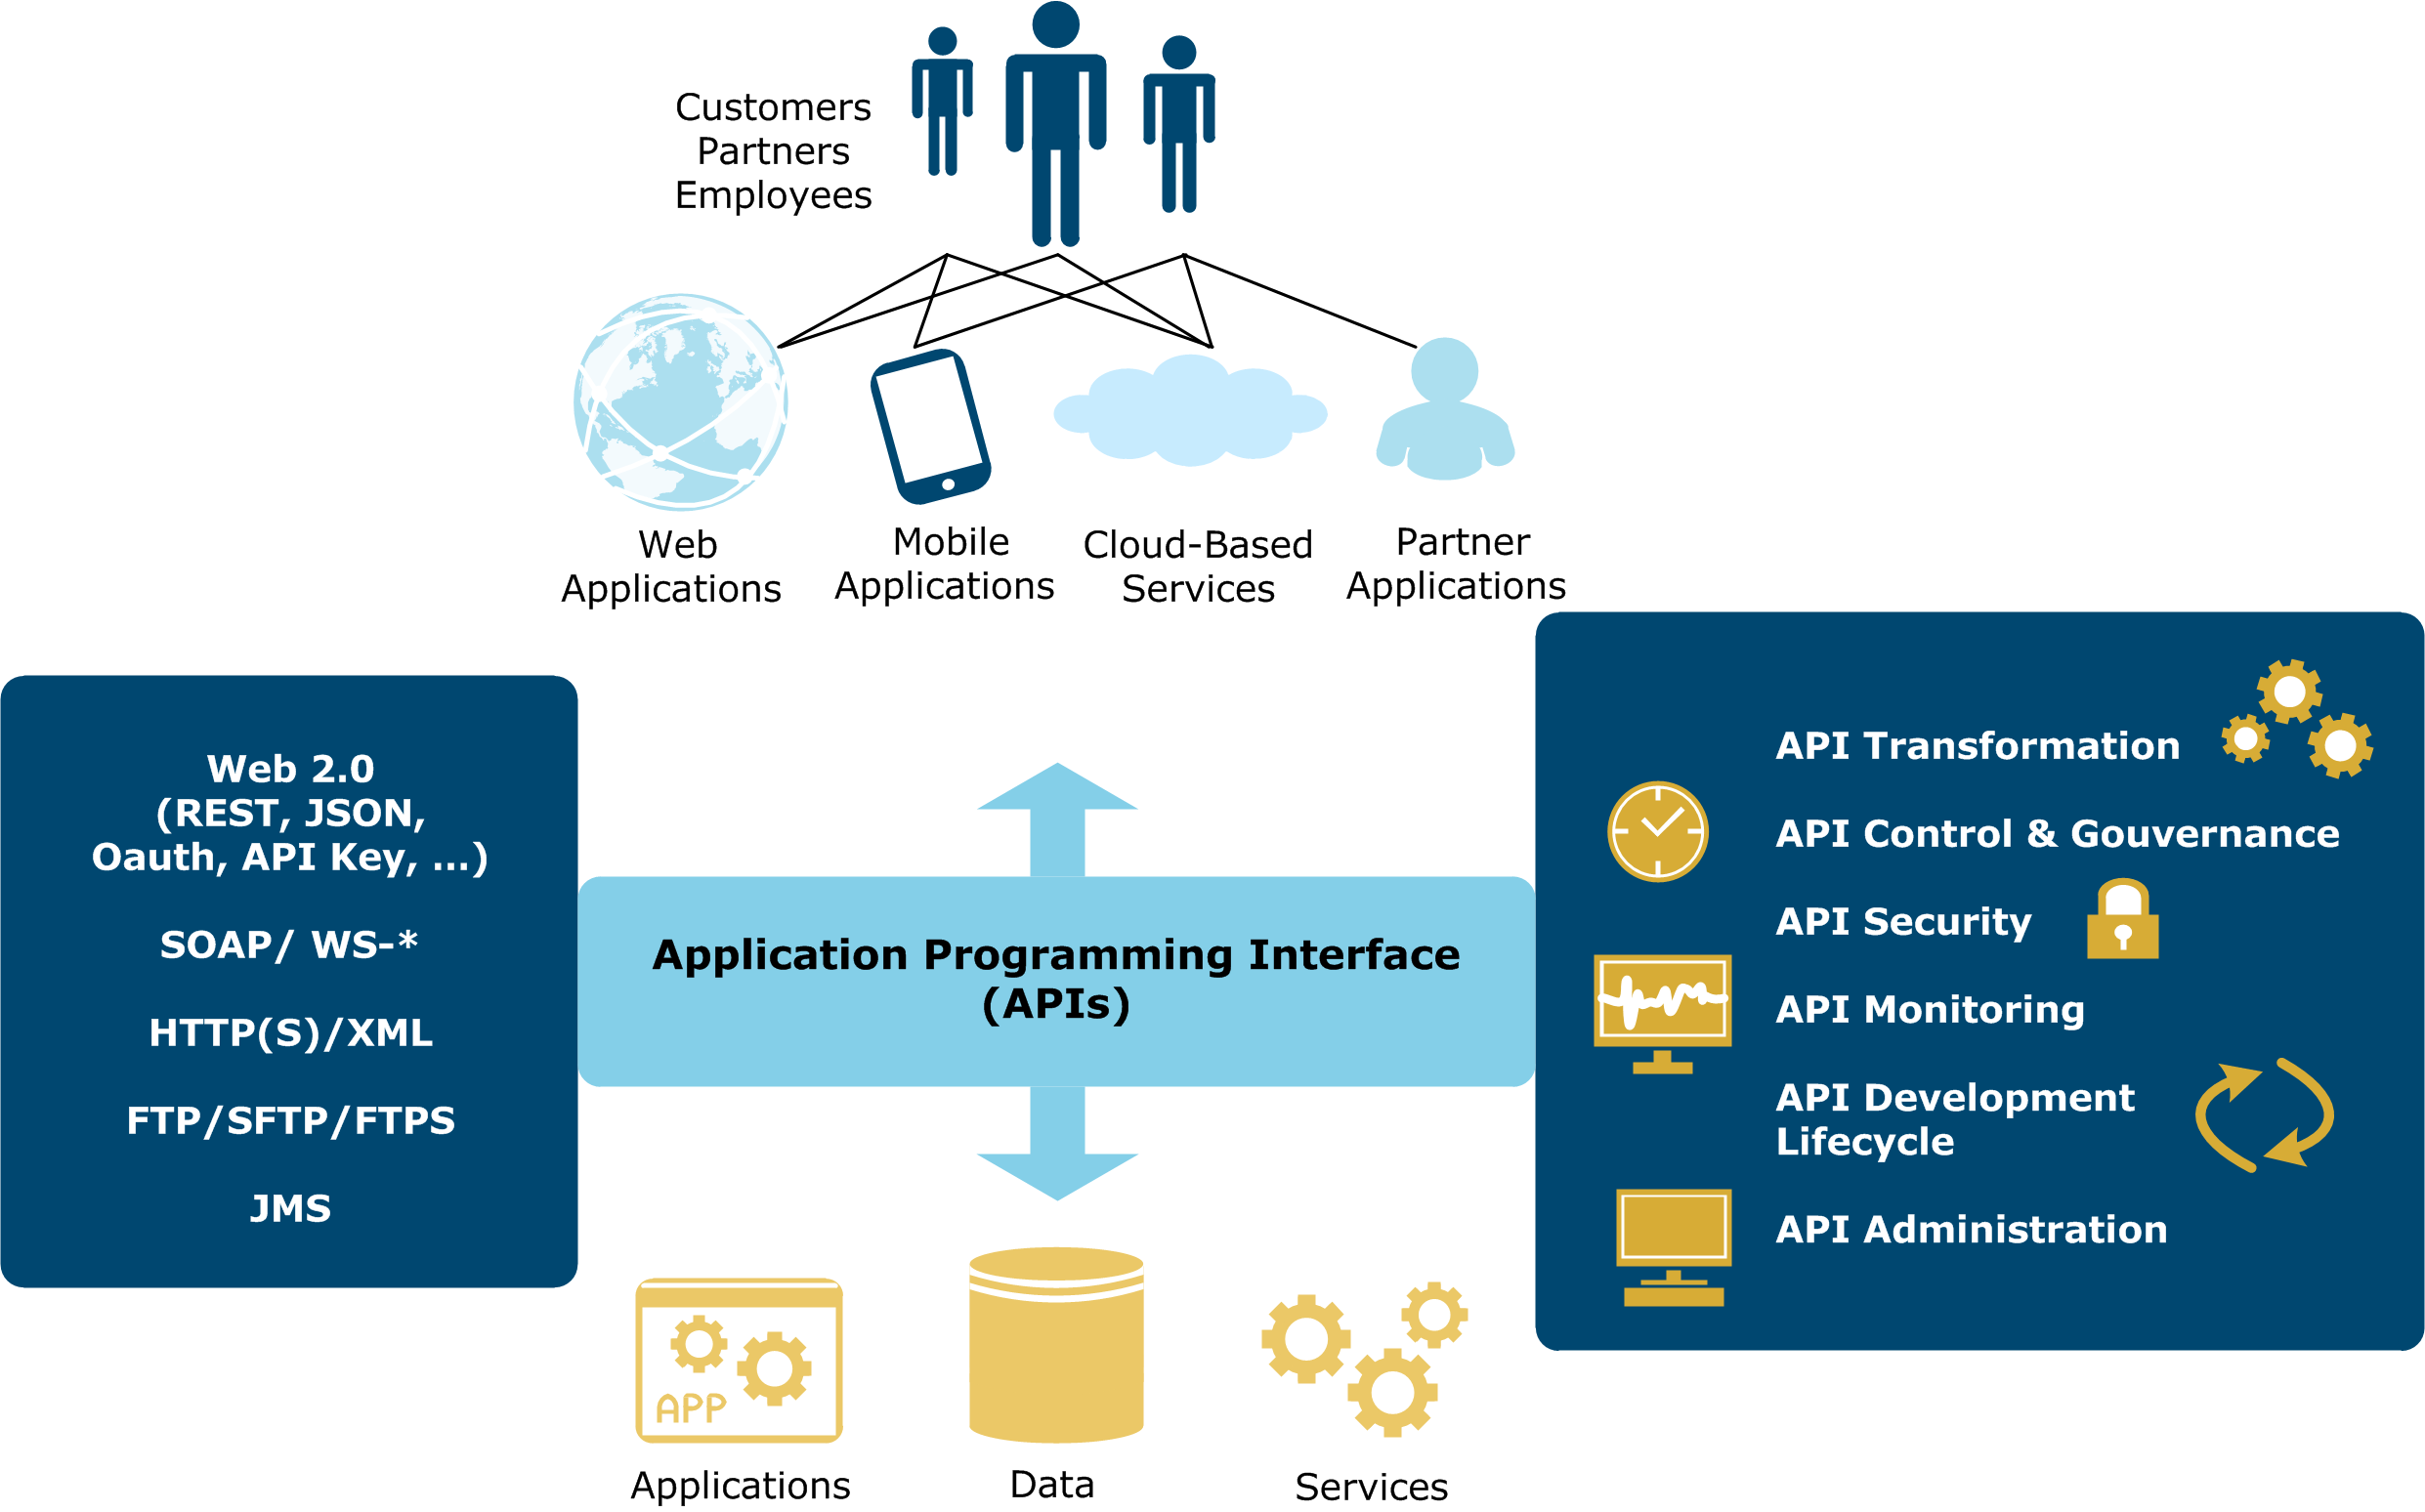 Customers
Partners
Employees
Web
Applications
Mobile
Applications
Cloud-Based
Services
Partner
Applications
Web 2.0
(REST, JSON,
Oauth, API Key, ...)
SOAP/ WS-*
HTTP(S)/XML
FTP/SFTP/FTPS
JMS
Application Programming Interface
(APIs)
API Transformation
API Control & Gouvernance
API Security
API Monitoring
API Development
Lifecycle
API Administration
APP
Applications
Data
Services